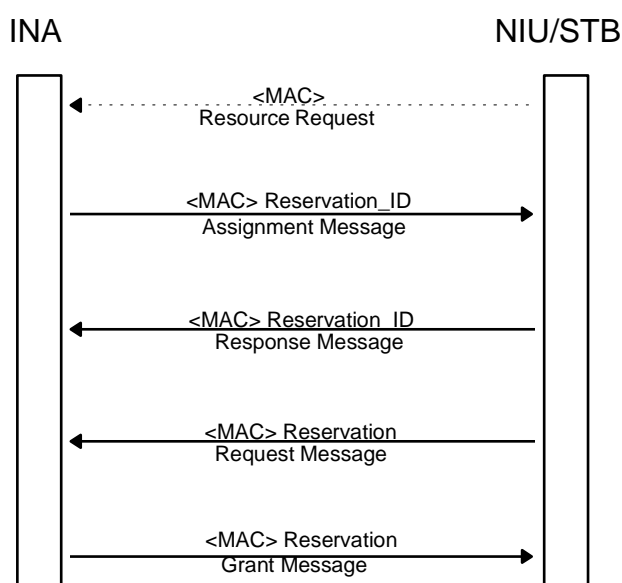 INA NIU/STB
<MAC>
Resource Request
<MAC> Reservation_ID
Assignment Message
<MAC> Reservation_ID
Response Message
<MAC> Reservation
Request Message
<MAC> Reservation
Grant Message